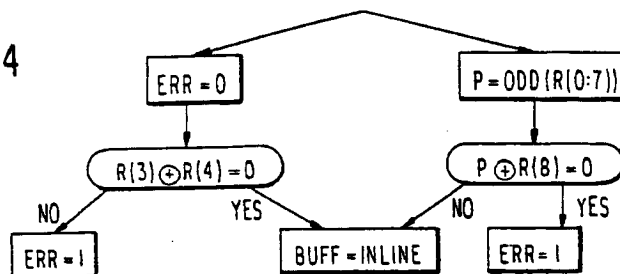 4
ERR = 0
P = ODD (R(0:7))
R(3) ⊕ R(4) = 0
P ⊕ R(8) = 0
NO
YES
NO
YES
ERR = 1
BUFF = INLINE
ERR = 1